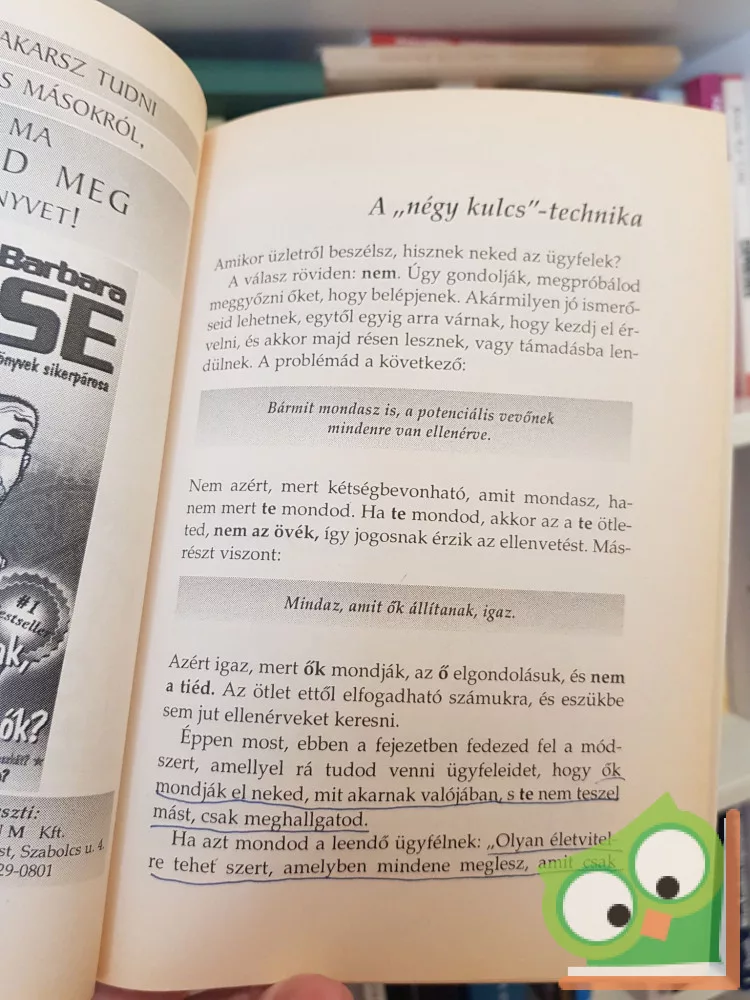 AKARSZ TUDNI
S MÁSOKRÓL,
MA
D MEG
NYVET!
Barbara
SE
önyvek sikerpárosa
#1
ők?
M Kft.
st, Szabolcs u. 4.
29-0801
A „négy kulcs”-technika
Amikor üzletről beszélsz, hisznek neked az ügyfelek?
A válasz röviden: nem. Úgy gondolják, megpróbálod
meggyőzni őket, hogy belépjenek. Akármilyen jó ismerő-
seid lehetnek, egytől egyig arra várnak, hogy kezdj el ér-
velni, és akkor majd résen lesznek, vagy támadásba len-
dülnek. A problémád a következő:
Bármit mondasz is, a potenciális vevőnek
mindenre van ellenérve.
Nem azért, mert kétségbevonható, amit mondasz, ha-
nem mert te mondod. Ha te mondod, akkor az a te ötle-
ted, nem az övék, így jogosnak érzik az ellenvetést. Más-
részt viszont:
Mindaz, amit ők állítanak, igaz.
Azért igaz, mert ők mondják, az ő elgondolásuk, és nem
a tiéd. Az ötlet ettől elfogadható számukra, és eszükbe
sem jut ellenérveket keresni.
Éppen most, ebben a fejezetben fedezed fel a mód-
szert, amellyel rá tudod venni ügyfeleidet, hogy ők
mondják el neked, mit akarnak valójában, s te nem teszel
mást, csak meghallgatod.
Ha azt mondod a leendő ügyfélnek: „Olyan életvitel-
re tehet szert, amelyben mindene meglesz, amit csak